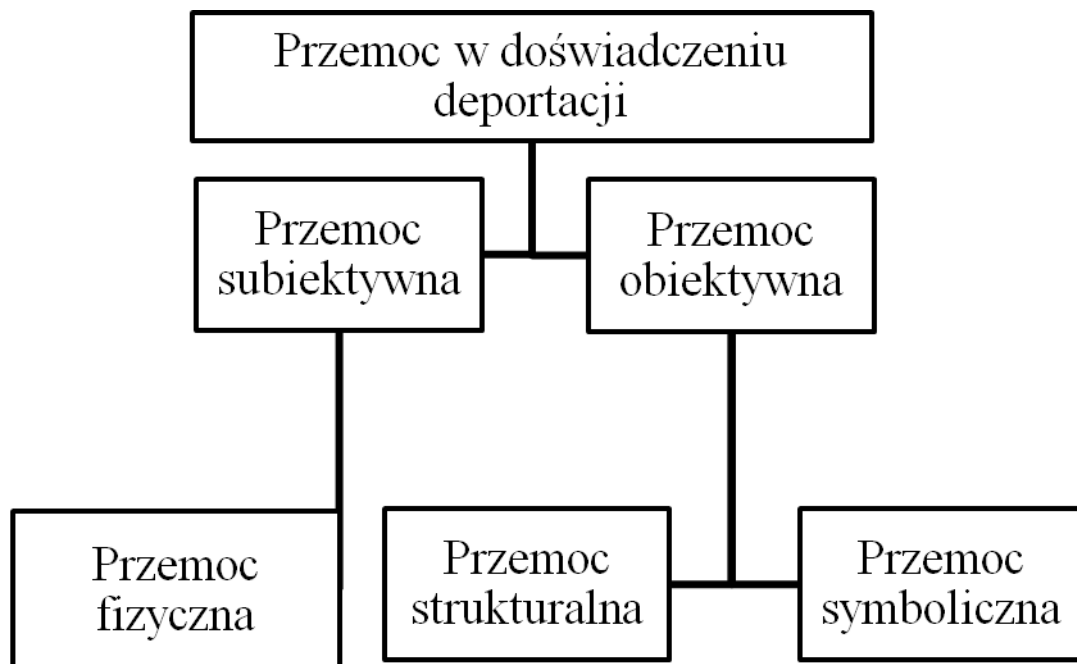 Przemoc w doświadczeniu
deportacji
Przemoc
subiektywna
Przemoc
obiektywna
Przemoc
fizyczna
Przemoc
strukturalna
Przemoc
symboliczna